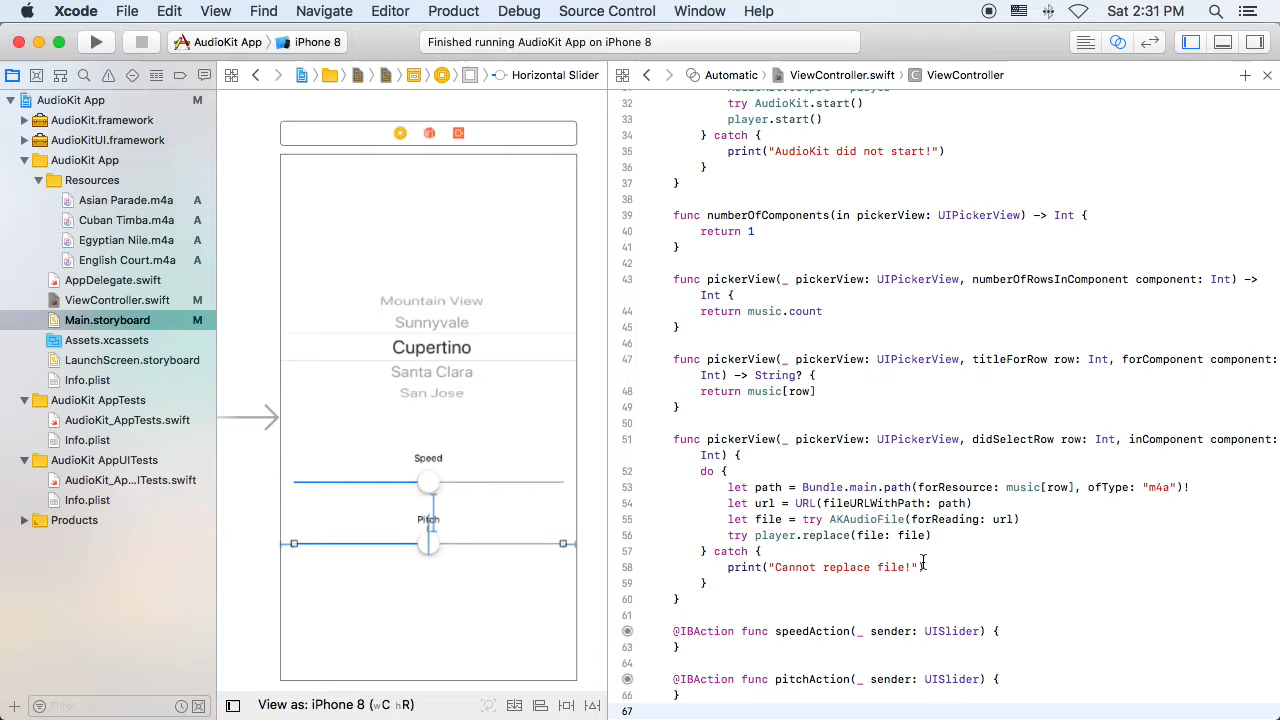 Xcode File Edit View Find Navigate Editor Product Debug Source Control Window Help Sat 2:31 PM
AudioKit App iPhone 8 Finished running AudioKit App on iPhone 8
Horizontal Slider Automatic ViewController.swift ViewController
AudioKit App M
AudioKit.framework
AudioKitUI.framework
AudioKit App
Resources
Asian Parade.m4a A
Cuban Timba.m4a A
Egyptian Nile.m4a A
English Court.m4a A
AppDelegate.swift
ViewController.swift M
Main.storyboard M
Assets.xcassets
LaunchScreen.storyboard
Info.plist
AudioKit AppTests
AudioKit_AppTests.swift
Info.plist
AudioKit AppUITests
AudioKit_Ap...ITests.swift
Info.plist
Products
Filter
Mountain View
Sunnyvale
Cupertino
Santa Clara
San Jose
Speed
Pitch
View as: iPhone 8 (wC hR)
32 try AudioKit.start()
33 player.start()
34 } catch {
35 print("AudioKit did not start!")
36 }
37 }
38
39 func numberOfComponents(in pickerView: UIPickerView) -> Int {
40 return 1
41 }
42
43 func pickerView(_ pickerView: UIPickerView, numberOfRowsInComponent component: Int) ->
Int {
44 return music.count
45 }
46
47 func pickerView(_ pickerView: UIPickerView, titleForRow row: Int, forComponent component:
Int) -> String? {
48 return music[row]
49 }
50
51 func pickerView(_ pickerView: UIPickerView, didSelectRow row: Int, inComponent component:
Int) {
52 do {
53 let path = Bundle.main.path(forResource: music[row], ofType: "m4a")!
54 let url = URL(fileURLWithPath: path)
55 let file = try AKAudioFile(forReading: url)
56 try player.replace(file: file)
57 } catch {
58 print("Cannot replace file!")
59 }
60 }
61
@IBAction func speedAction(_ sender: UISlider) {
63 }
64
@IBAction func pitchAction(_ sender: UISlider) {
66 }
67